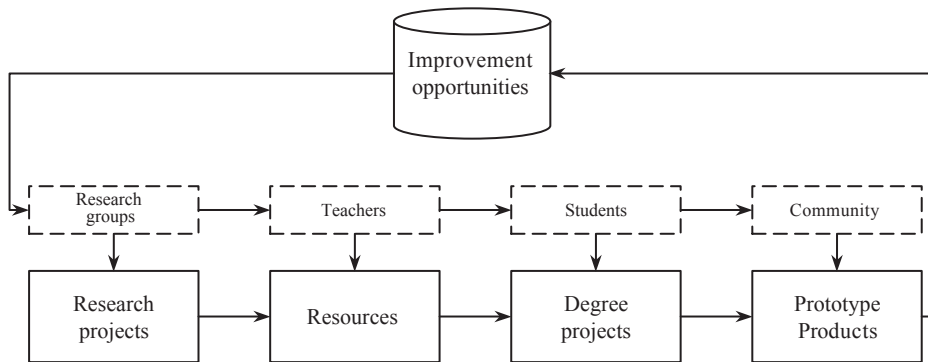 Improvement
opportunities
Research
groups
Teachers
Students
Community
Research
projects
Resources
Degree
projects
Prototype
Products